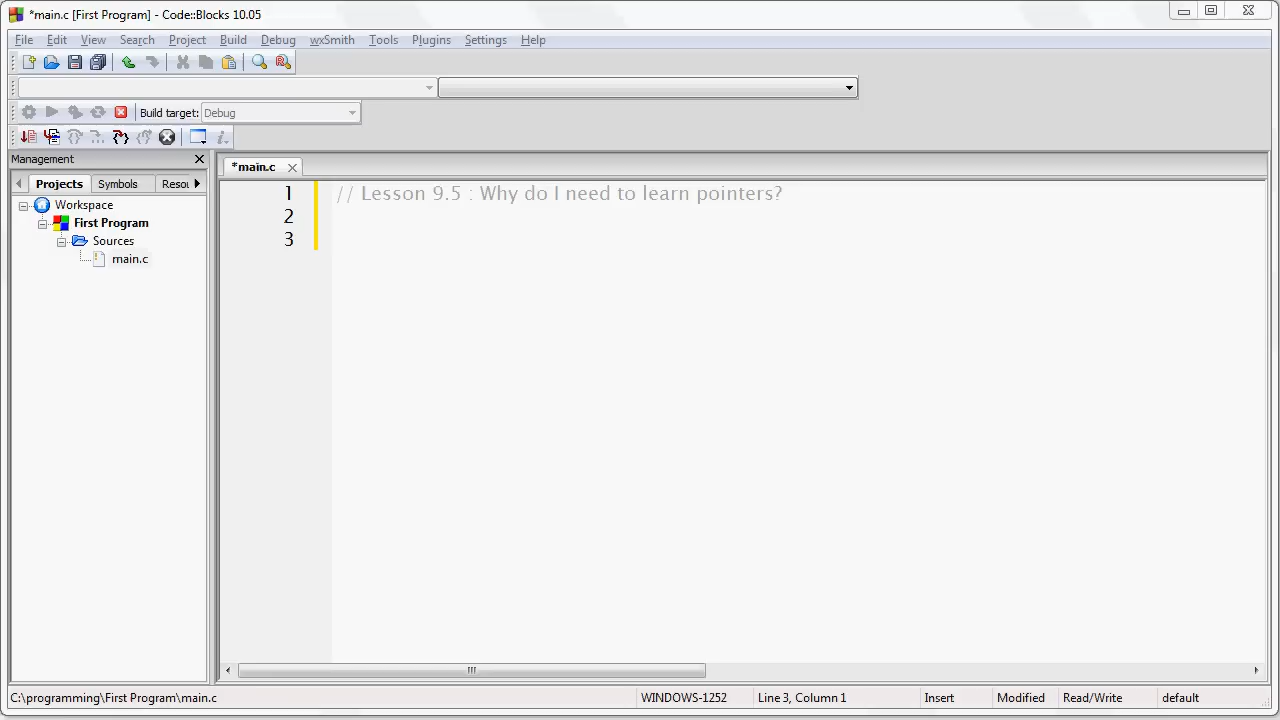 *main.c [First Program] - Code::Blocks 10.05
File Edit View Search Project Build Debug wxSmith Tools Plugins Settings Help
Build target: Debug
Management
*main.c
Projects Symbols Resou
1 // Lesson 9.5 : Why do I need to learn pointers?
2
3
Workspace
First Program
Sources
main.c
C:\programming\First Program\main.c WINDOWS-1252 Line 3, Column 1 Insert Modified Read/Write default